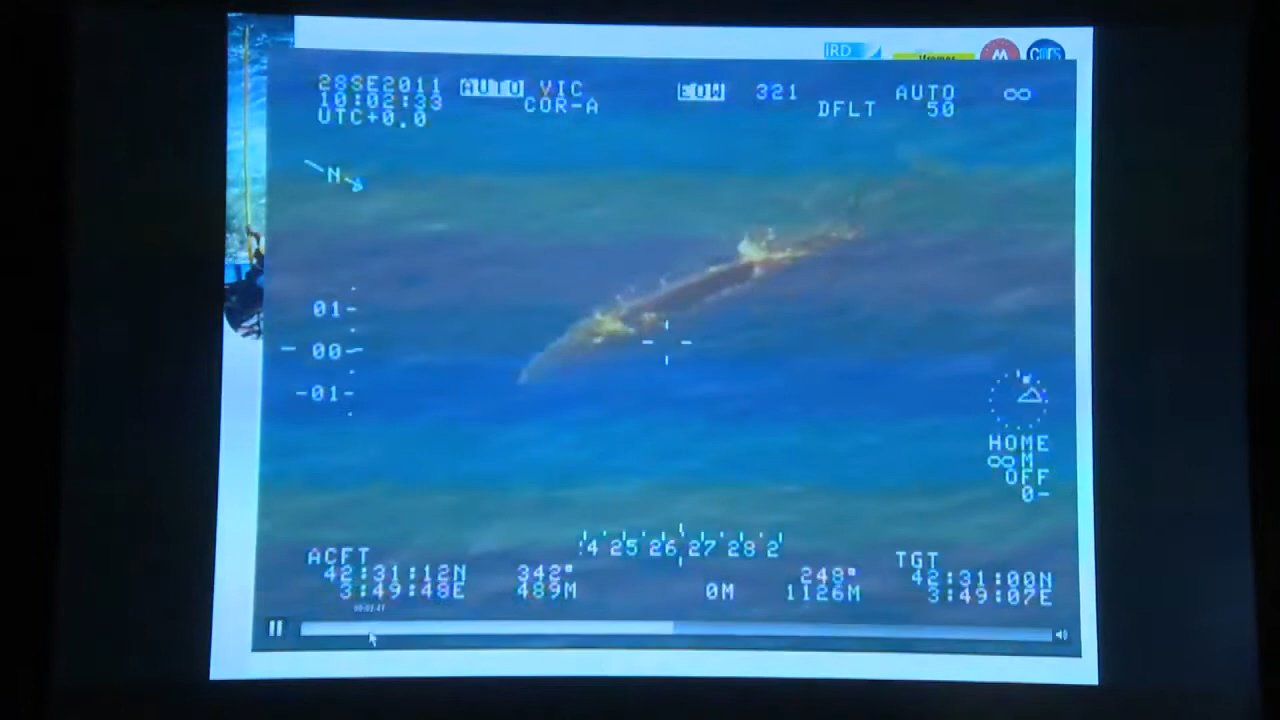 IRD
28SE2011 AUTO VIC EOW 321 AUTO ∞
10:02:33 COR-A DFLT 50
UTC+0.0
N
01-
- 00-
-01-
HOME
∞ M
OFF
0-
25 26 27 28 2
ACFT TGT
42:31:12N 342° 248° 42:31:00N
3:49:48E 489M 0M 1126M 3:49:07E